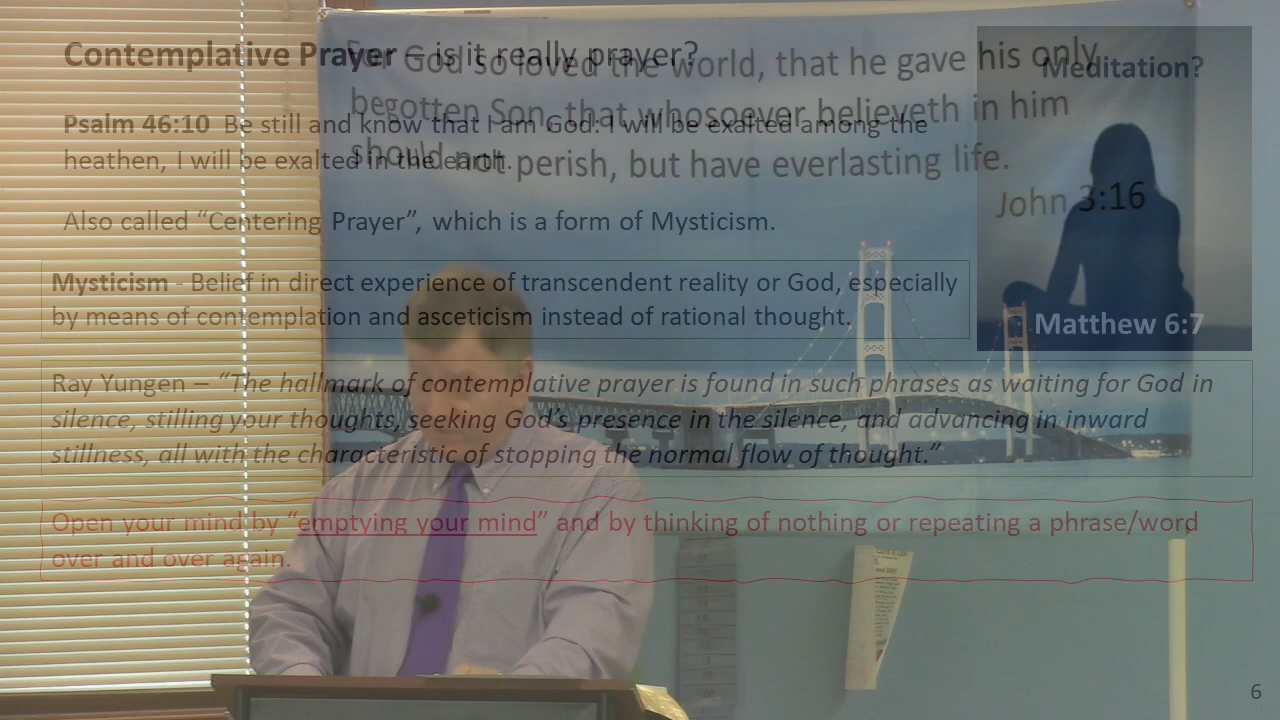 Contemplative Prayer – is it really prayer?
Psalm 46:10 Be still and know that I am God: I will be exalted among the
heathen, I will be exalted in the earth.
Also called “Centering Prayer”, which is a form of Mysticism.
Mysticism - Belief in direct experience of transcendent reality or God, especially
by means of contemplation and asceticism instead of rational thought.
Ray Yungen – “The hallmark of contemplative prayer is found in such phrases as waiting for God in
silence, stilling your thoughts, seeking God’s presence in the silence, and advancing in inward
stillness, all with the characteristic of stopping the normal flow of thought.”
Open your mind by “emptying your mind” and by thinking of nothing or repeating a phrase/word
over and over again.
Meditation?
Matthew 6:7
For God so loved the world, that he gave his only
begotten Son, that whosoever believeth in him
should not perish, but have everlasting life.
John 3:16
6